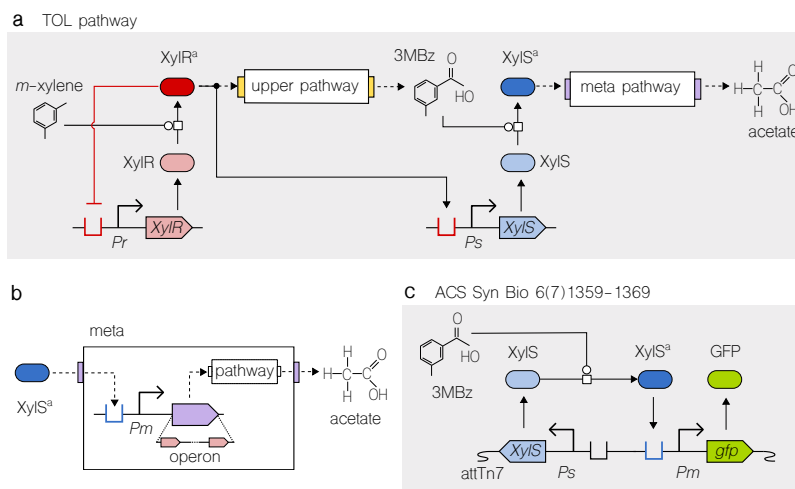 a TOL pathway
XylRᵃ
3MBz
XylSᵃ
m-xylene
upper pathway
meta pathway
O
HO
H
H C C
O
OH
H
acetate
XylR
XylS
Pr
XylR
Ps
XylS
b
meta
XylSᵃ
pathway
H
H C C
O
OH
H
acetate
Pm
operon
c ACS Syn Bio 6(7)1359–1369
O
HO
3MBz
XylS
XylSᵃ
GFP
attTn7
XylS
Ps
Pm
gfp